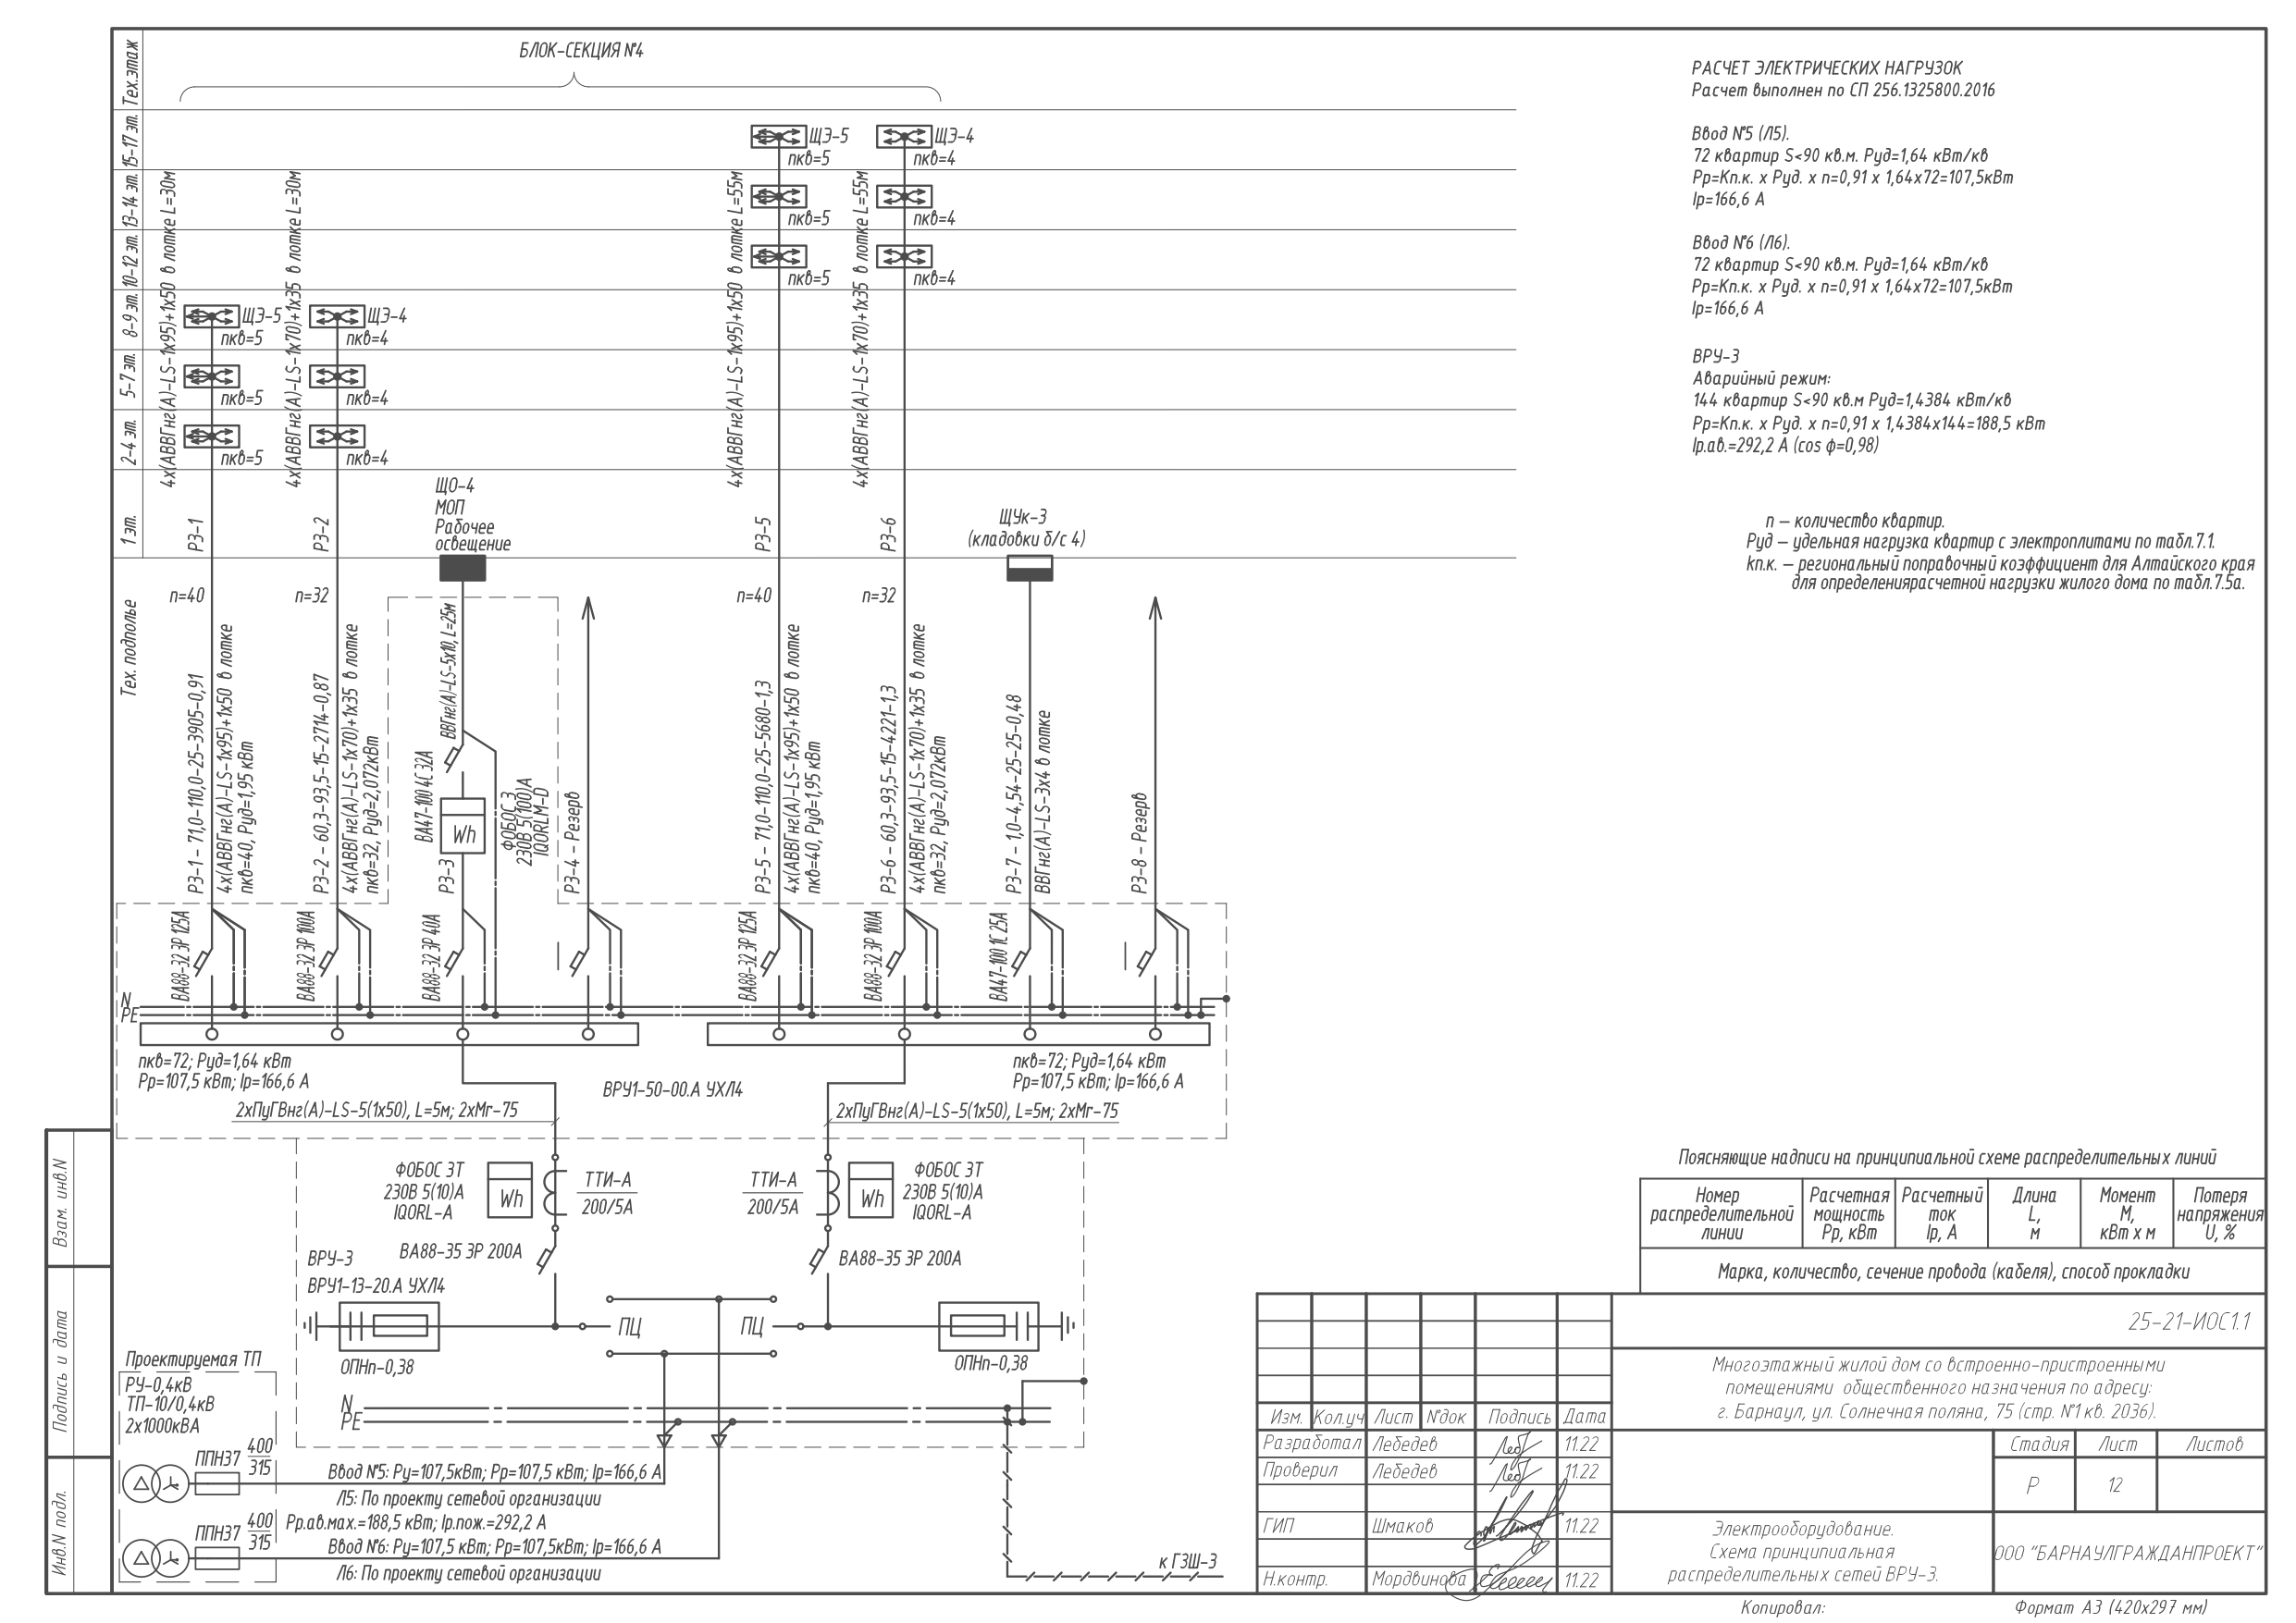 БЛОК-СЕКЦИЯ №4
Тех.этаж
15-17 эт.
13-14 эт.
10-12 эт.
8-9 эт.
5-7 эт.
2-4 эт.
1 эт.
Тех. подполье
ЩЭ-5
пкв=5
ЩЭ-4
пкв=4
пкв=5
пкв=4
пкв=5
пкв=4
ЩЭ-5
пкв=5
ЩЭ-4
пкв=4
пкв=5
пкв=4
пкв=5
пкв=4
4х(АВВГнг(А)-LS-1х95)+1х50 в лотке L=30м
4х(АВВГнг(А)-LS-1х70)+1х35 в лотке L=30м
4х(АВВГнг(А)-LS-1х95)+1х50 в лотке L=55м
4х(АВВГнг(А)-LS-1х70)+1х35 в лотке L=55м
Р3-1
Р3-2
Р3-5
Р3-6
ЩО-4
МОП
Рабочее
освещение
ЩУк-3
(кладовки б/с 4)
n=40
n=32
n=40
n=32
Р3-1 - 71,0-110,0-25-3905-0,91
4х(АВВГнг(А)-LS-1х95)+1х50 в лотке
пкв=40, Руд=1,95 кВт
Р3-2 - 60,3-93,5-15-2714-0,87
4х(АВВГнг(А)-LS-1х70)+1х35 в лотке
пкв=32, Руд=2,072кВт
ВВГнг(А)-LS-5х10, L=25м
ВА47-100 4С 32А
Wh
ФОБОС 3
230В 5(100)А
IQORLM-D
Р3-3
Р3-4 - Резерв
Р3-5 - 71,0-110,0-25-5680-1,3
4х(АВВГнг(А)-LS-1х95)+1х50 в лотке
пкв=40, Руд=1,95 кВт
Р3-6 - 60,3-93,5-15-4221-1,3
4х(АВВГнг(А)-LS-1х70)+1х35 в лотке
пкв=32, Руд=2,072кВт
Р3-7 - 1,0-4,54-25-25-0,48
ВВГнг(А)-LS-3х4 в лотке
Р3-8 - Резерв
ВА88-32 3Р 125А
ВА88-32 3Р 100А
ВА88-32 3Р 40А
ВА88-32 3Р 125А
ВА88-32 3Р 100А
ВА47-100 1С 25А
N
PE
пкв=72; Руд=1,64 кВт
Рр=107,5 кВт; Iр=166,6 А
ВРУ1-50-00.А УХЛ4
пкв=72; Руд=1,64 кВт
Рр=107,5 кВт; Iр=166,6 А
2хПуГВнг(А)-LS-5(1х50), L=5м; 2хМг-75
2хПуГВнг(А)-LS-5(1х50), L=5м; 2хМг-75
ФОБОС 3Т
230В 5(10)А
IQORL-A
Wh
ТТИ-А
200/5А
ТТИ-А
200/5А
Wh
ФОБОС 3Т
230В 5(10)А
IQORL-A
ВА88-35 3Р 200А
ВА88-35 3Р 200А
ВРУ-3
ВРУ1-13-20.А УХЛ4
ПЦ
ПЦ
ОПНп-0,38
ОПНп-0,38
N
PE
Проектируемая ТП
РУ-0,4кВ
ТП-10/0,4кВ
2х1000кВА
ППН37 400
315
Ввод №5: Ру=107,5кВт; Рр=107,5 кВт; Iр=166,6 А
Л5: По проекту сетевой организации
Рр.ав.мах.=188,5 кВт; Iр.пож.=292,2 А
ППН37 400
315
Ввод №6: Ру=107,5 кВт; Рр=107,5кВт; Iр=166,6 А
Л6: По проекту сетевой организации
к ГЗШ-3
РАСЧЕТ ЭЛЕКТРИЧЕСКИХ НАГРУЗОК
Расчет выполнен по СП 256.1325800.2016
Ввод №5 (Л5).
72 квартир S<90 кв.м. Руд=1,64 кВт/кв
Рр=Кп.к. х Руд. х n=0,91 х 1,64х72=107,5кВт
Iр=166,6 А
Ввод №6 (Л6).
72 квартир S<90 кв.м. Руд=1,64 кВт/кв
Рр=Кп.к. х Руд. х n=0,91 х 1,64х72=107,5кВт
Iр=166,6 А
ВРУ-3
Аварийный режим:
144 квартир S<90 кв.м Руд=1,4384 кВт/кв
Рр=Кп.к. х Руд. х n=0,91 х 1,4384х144=188,5 кВт
Iр.ав.=292,2 А (cos ф=0,98)
n – количество квартир.
Руд – удельная нагрузка квартир с электроплитами по табл.7.1.
kп.к. – региональный поправочный коэффициент для Алтайского края
для определениярасчетной нагрузки жилого дома по табл.7.5а.
Поясняющие надписи на принципиальной схеме распределительных линий
Номер
распределительной
линии
Расчетная
мощность
Рр, кВт
Расчетный
ток
Iр, А
Длина
L,
м
Момент
М,
кВт х м
Потеря
напряжения
U, %
Марка, количество, сечение провода (кабеля), способ прокладки
25-21-ИОС1.1
Многоэтажный жилой дом со встроенно-пристроенными
помещениями общественного назначения по адресу:
г. Барнаул, ул. Солнечная поляна, 75 (стр. №1 кв. 2036).
Изм. Кол.уч Лист №док Подпись Дата
Разработал Лебедев 11.22
Проверил Лебедев 11.22
ГИП Шмаков 11.22
Н.контр. Мордвинова 11.22
Стадия Лист Листов
Р 12
Электрооборудование.
Схема принципиальная
распределительных сетей ВРУ-3.
ООО "БАРНАУЛГРАЖДАНПРОЕКТ"
Взам. инв.N
Подпись и дата
Инв.N подл.
Копировал:
Формат А3 (420х297 мм)